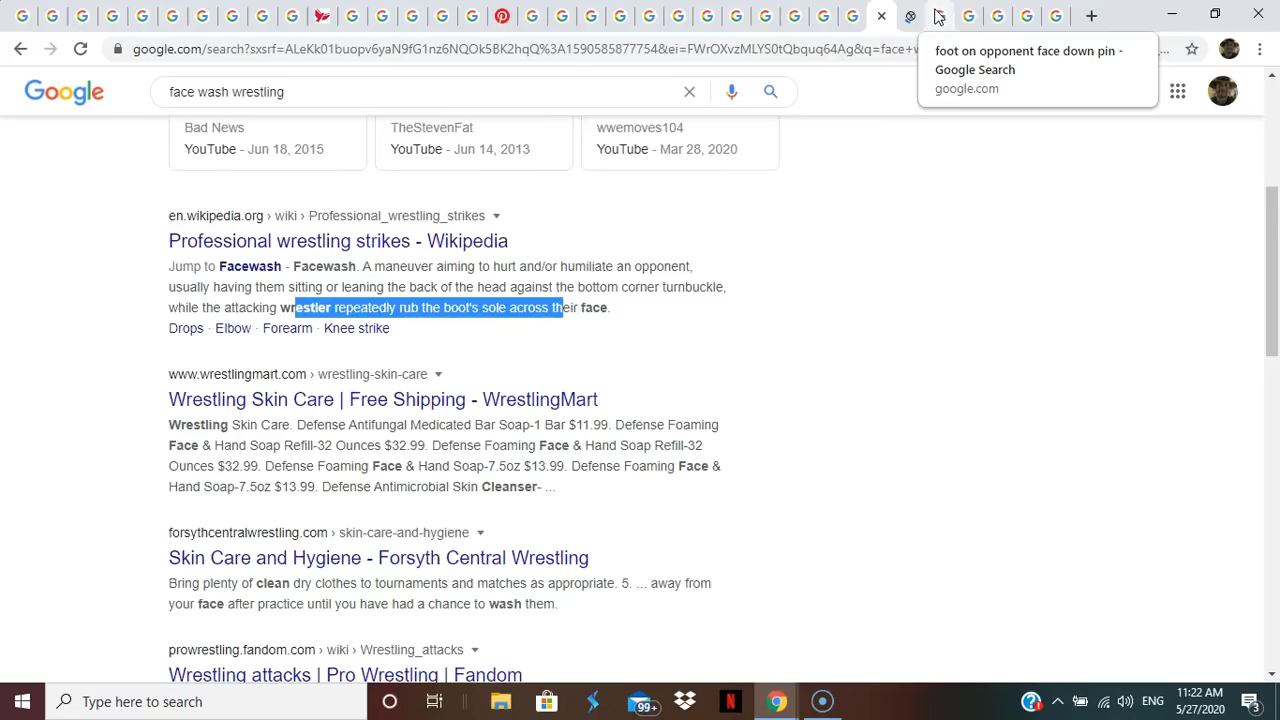 google.com/search?sxsrf=ALeKk01buopv6yaN9fG1nz6NQOk5BK2hqQ%3A1590585877754&ei=FWrOXvzMLYS0tQbquq64Ag&q=face+w
...
foot on opponent face down pin -
Google Search
google.com
Google
face wash wrestling
Bad News
YouTube - Jun 18, 2015
TheStevenFat
YouTube - Jun 14, 2013
wwemoves104
YouTube - Mar 28, 2020
en.wikipedia.org › wiki › Professional_wrestling_strikes
Professional wrestling strikes - Wikipedia
Jump to Facewash - Facewash. A maneuver aiming to hurt and/or humiliate an opponent,
usually having them sitting or leaning the back of the head against the bottom corner turnbuckle,
while the attacking wrestler repeatedly rub the boot's sole across their face.
Drops · Elbow · Forearm · Knee strike
www.wrestlingmart.com › wrestling-skin-care
Wrestling Skin Care | Free Shipping - WrestlingMart
Wrestling Skin Care. Defense Antifungal Medicated Bar Soap-1 Bar $11.99. Defense Foaming
Face & Hand Soap Refill-32 Ounces $32.99. Defense Foaming Face & Hand Soap Refill-32
Ounces $32.99. Defense Foaming Face & Hand Soap-7.5oz $13.99. Defense Foaming Face &
Hand Soap-7.5oz $13.99. Defense Antimicrobial Skin Cleanser- ...
forsythcentralwrestling.com › skin-care-and-hygiene
Skin Care and Hygiene - Forsyth Central Wrestling
Bring plenty of clean dry clothes to tournaments and matches as appropriate. 5. ... away from
your face after practice until you have had a chance to wash them.
prowrestling.fandom.com › wiki › Wrestling_attacks
Wrestling attacks | Pro Wrestling | Fandom
Type here to search
99+
N
ENG
11:22 AM
5/27/2020
3